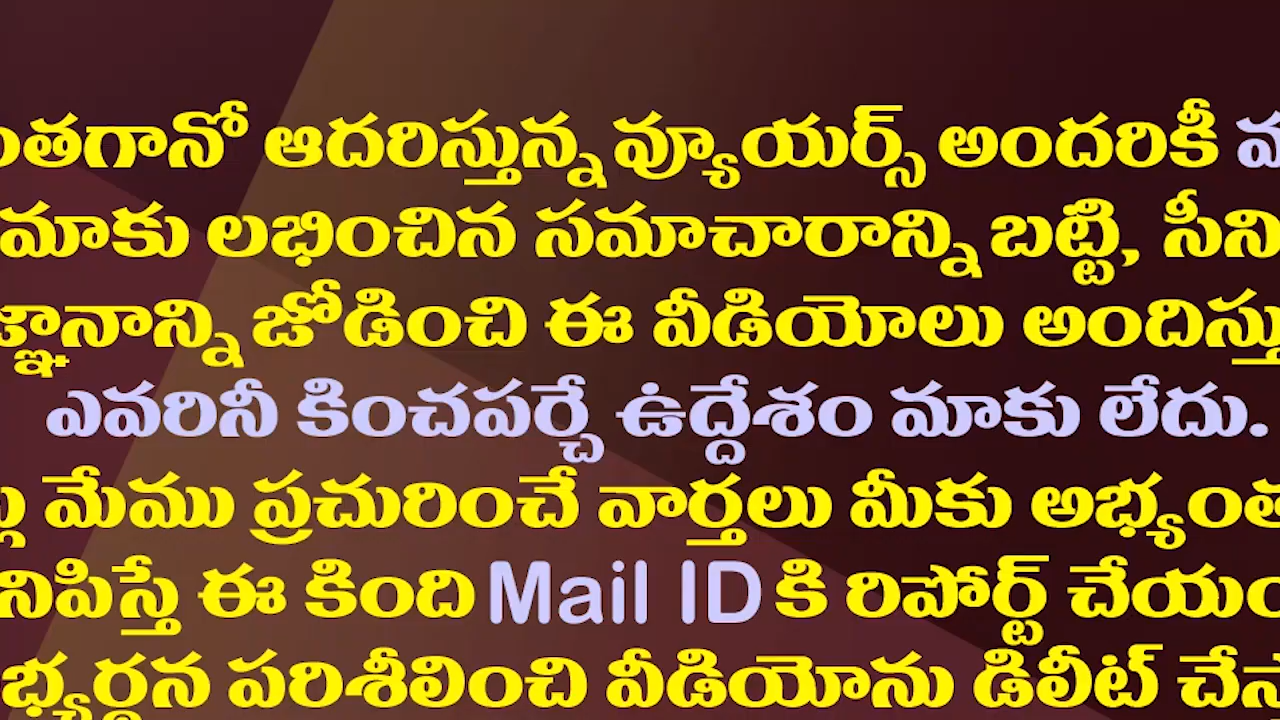 ఆదరిస్తున్న వ్యూయర్స్ అందరికీ
మాకు లభించిన సమాచారాన్ని బట్టి,
జోడించి ఈ వీడియోలు
ఎవరినీ కించపర్చే ఉద్దేశం మాకు లేదు.
మేము ప్రచురించే వార్తలు మీకు
ఈ కింది Mail ID కి రిపోర్ట్
పరిశీలించి వీడియోను డిలీట్